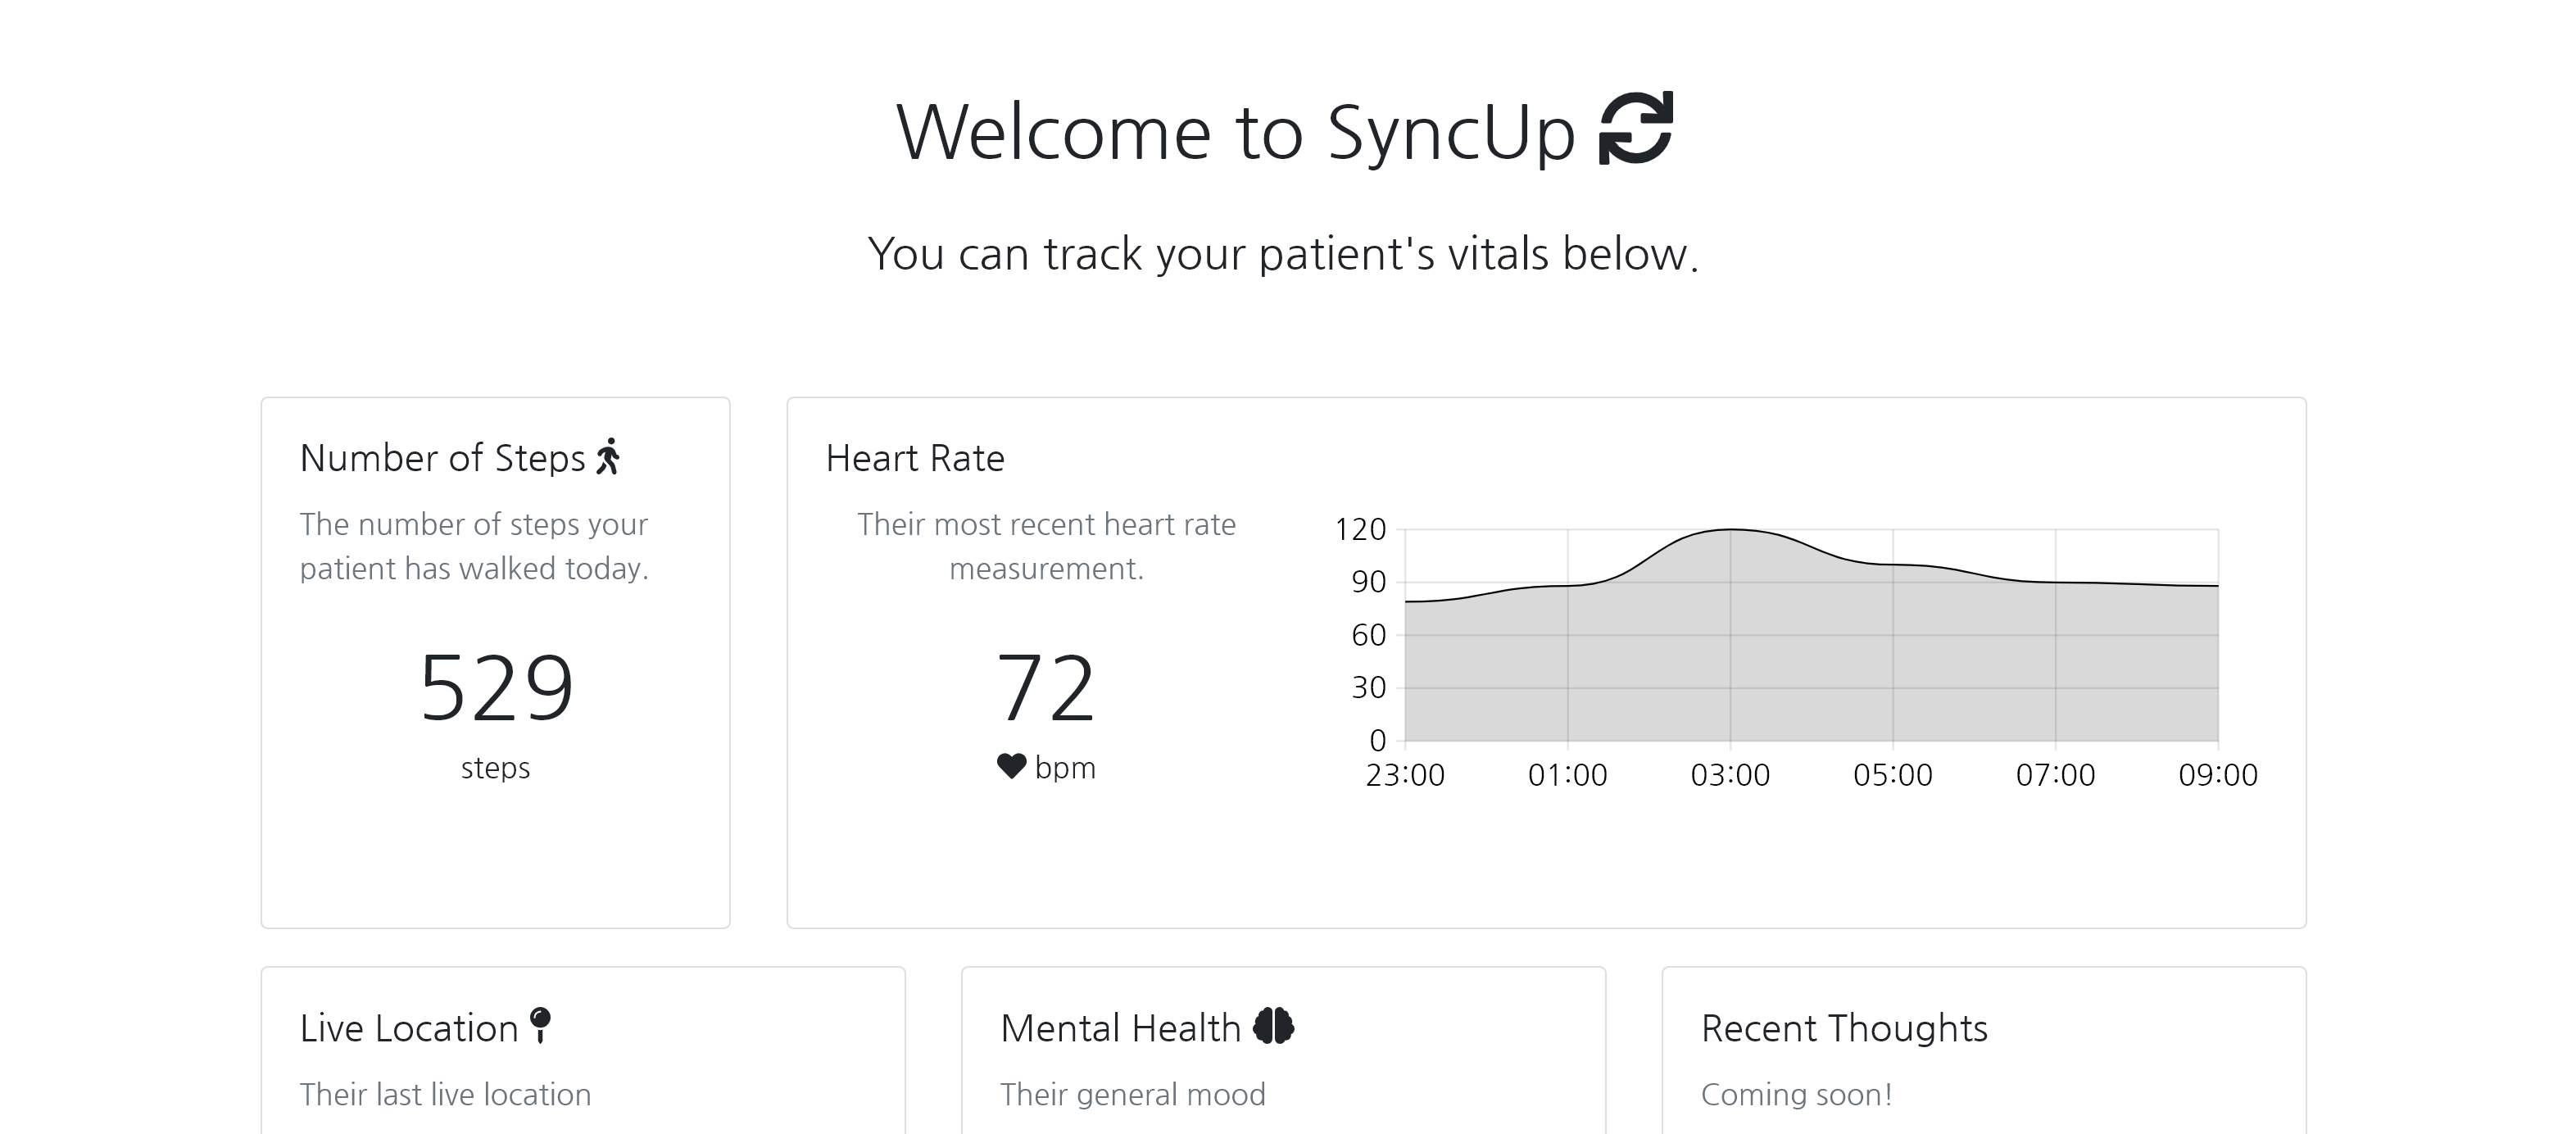 Welcome to SyncUp
You can track your patient's vitals below.
Number of Steps
The number of steps your
patient has walked today.
529
steps
Heart Rate
Their most recent heart rate
measurement.
72
bpm
120
90
60
30
0
23:00 01:00 03:00 05:00 07:00 09:00
Live Location
Their last live location
Mental Health
Their general mood
Recent Thoughts
Coming soon!